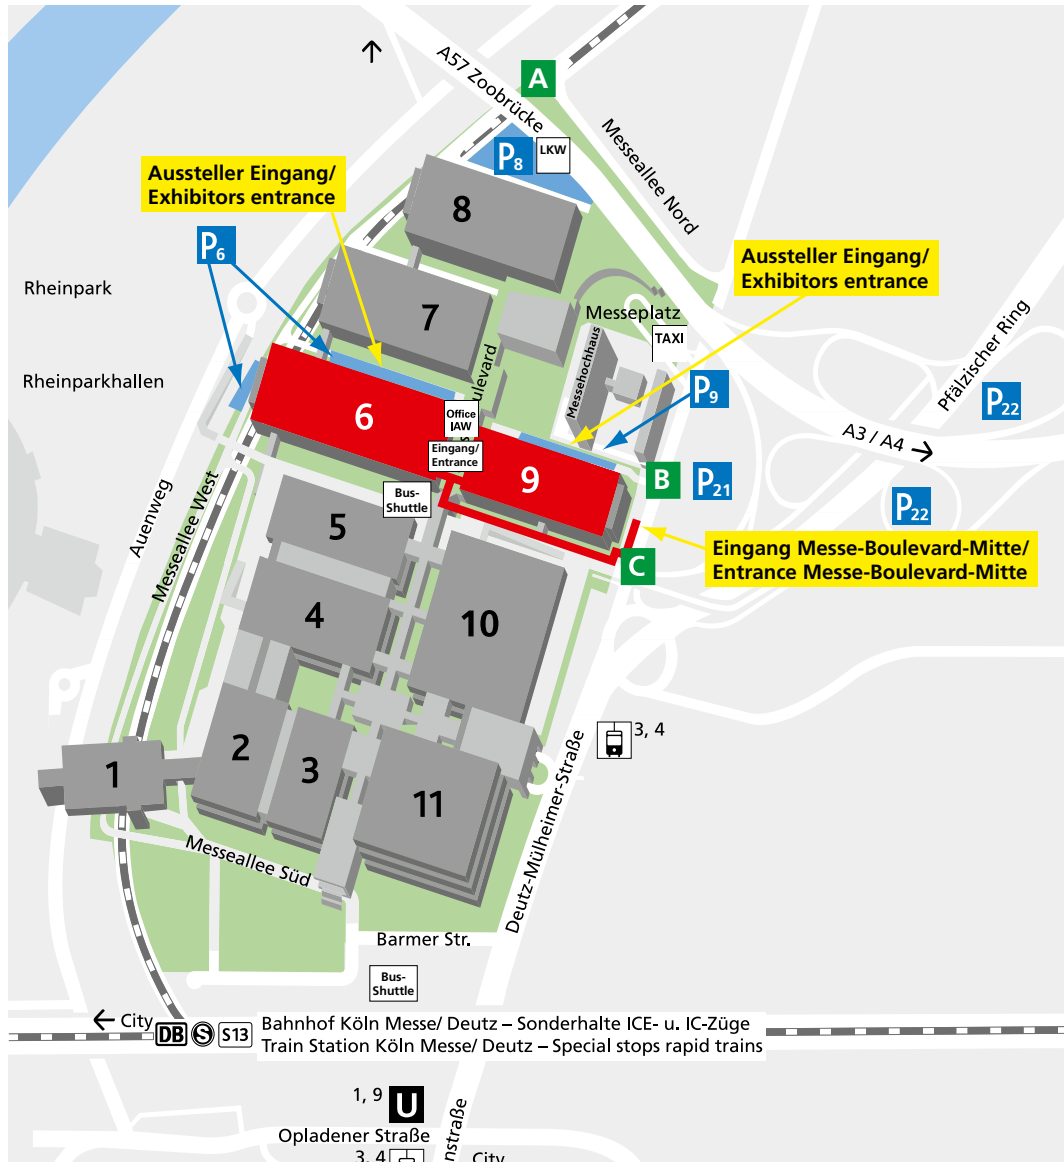 A57 Zoobrücke
A
Messeallee Nord
P8
LKW
Aussteller Eingang/
Exhibitors entrance
8
P6
Aussteller Eingang/
Exhibitors entrance
Rheinpark
7
Messeplatz
TAXI
Messehochhaus
Pfälzischer Ring
Rheinparkhallen
P9
P22
6
Office
IAW
Eingang/
Entrance
A3 / A4
9
B
P21
P22
Bus-
Shuttle
Auenweg
Messeallee West
5
Eingang Messe-Boulevard-Mitte/
Entrance Messe-Boulevard-Mitte
C
4
10
3, 4
2
1
3
11
Deutz-Mülheimer-Straße
Messeallee Süd
Barmer Str.
Bus-
Shuttle
City
DB
S
S13
Bahnhof Köln Messe/ Deutz – Sonderhalte ICE- u. IC-Züge
Train Station Köln Messe/ Deutz – Special stops rapid trains
1, 9
U
Opladener Straße
3, 4
City